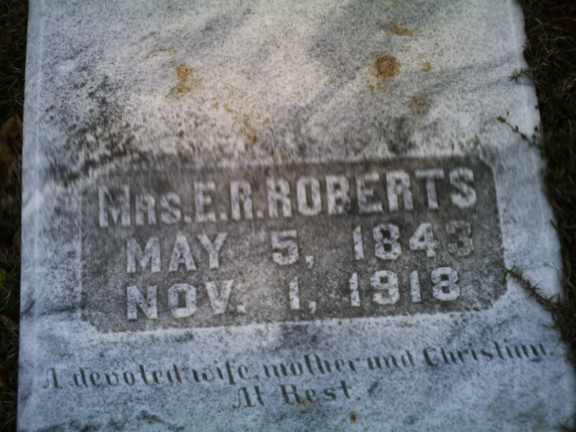 MRS. E. R. ROBERTS
MAY 5, 1843
NOV. 1, 1918
A devoted wife, mother and Christian.
At Rest.